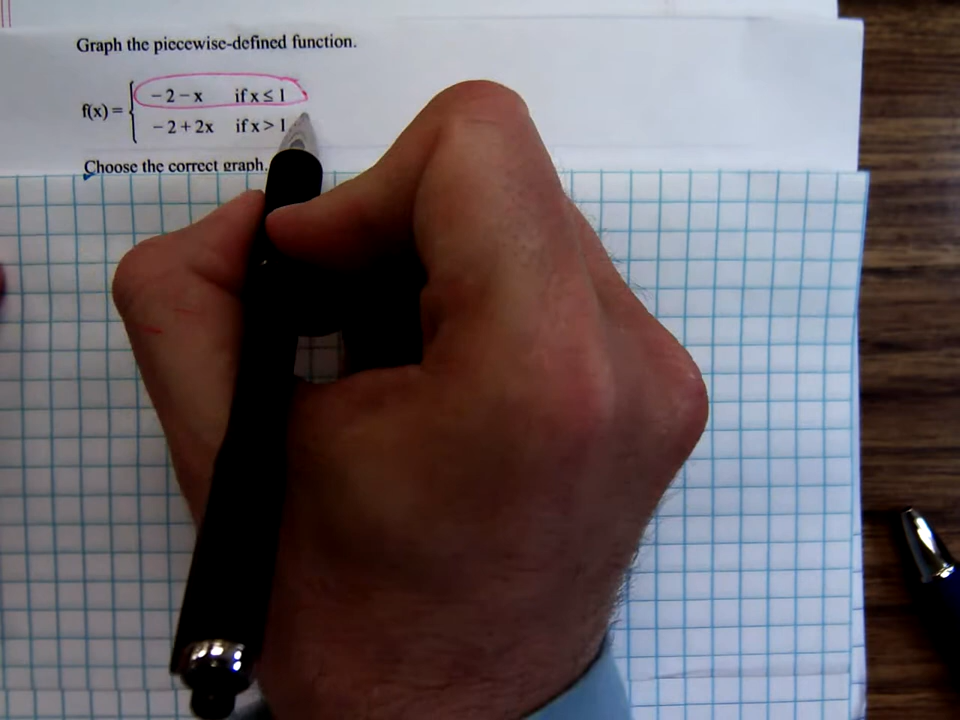 Graph the piecewise-defined function.
f(x) = { −2 − x if x ≤ 1
−2 + 2x if x > 1
Choose the correct graph.